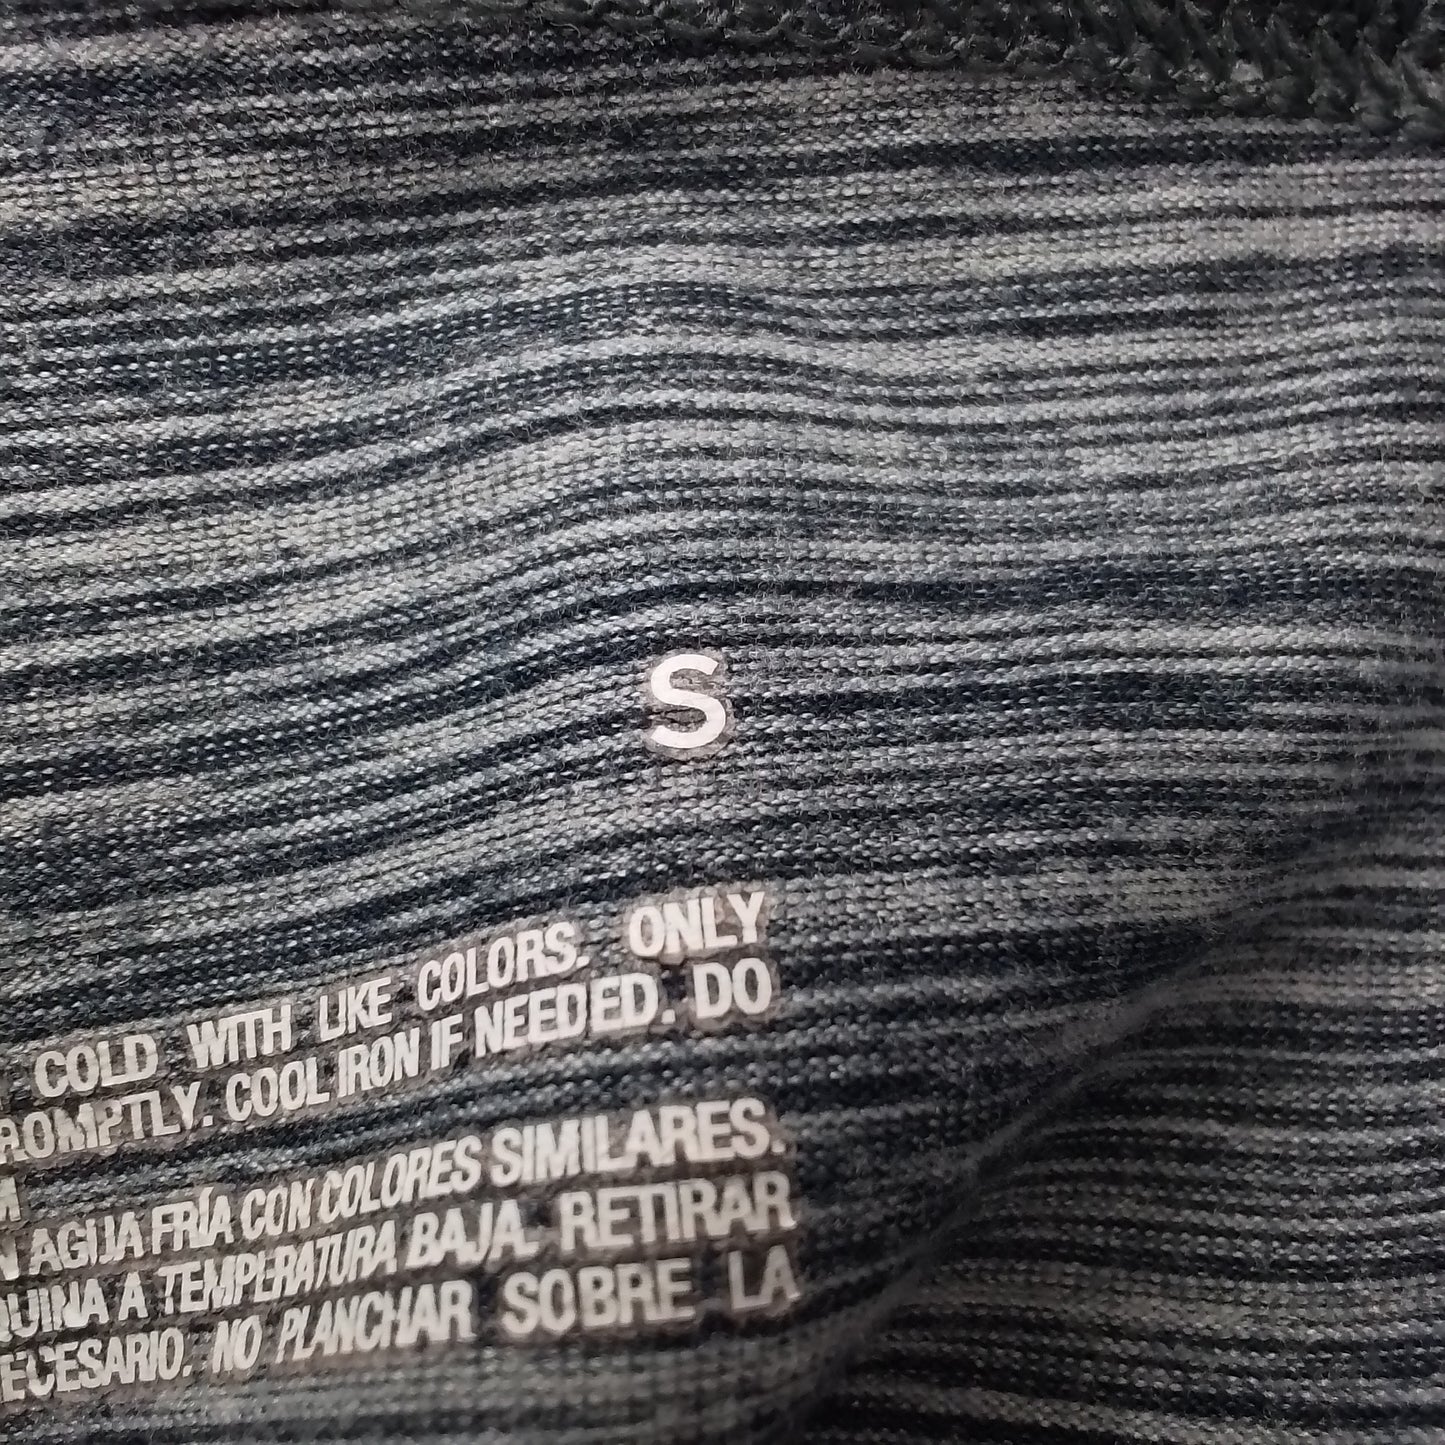 S
COLD WITH LIKE COLORS. ONLY
ROMPTLY. COOL IRON IF NEEDED. DO
M
N AGUA FRÍA CON COLORES SIMILARES.
QUINA A TEMPERATURA BAJA. RETIRAR
ECESARIO. NO PLANCHAR SOBRE LA